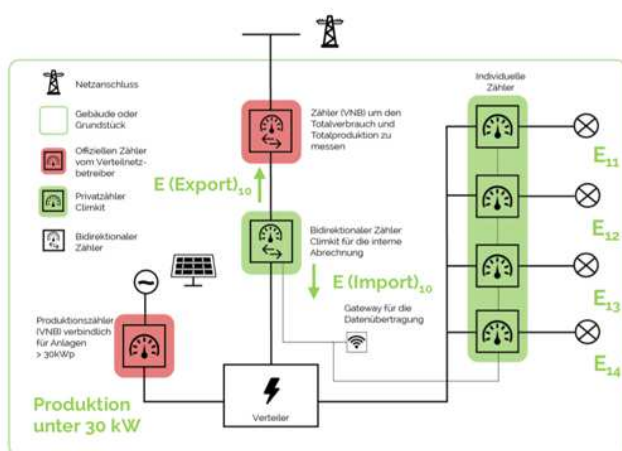 Netzanschluss
Gebäude oder
Grundstück
Offiziellen Zähler
vom Verteilnetz-
betreiber
Privatzähler
Climkit
Bidirektionaler
Zähler
Zähler (VNB) um den
Totalverbrauch und
Totalproduktion zu
messen
E (Export)₁₀
Bidirektionaler Zähler
Climkit für die interne
Abrechnung
E (Import)₁₀
Gateway für die
Datenübertragung
Individuelle
Zähler
E₁₁
E₁₂
E₁₃
E₁₄
Produktionszähler
(VNB) verbindlich
für Anlagen
> 30kWp
Produktion
unter 30 kW
Verteiler